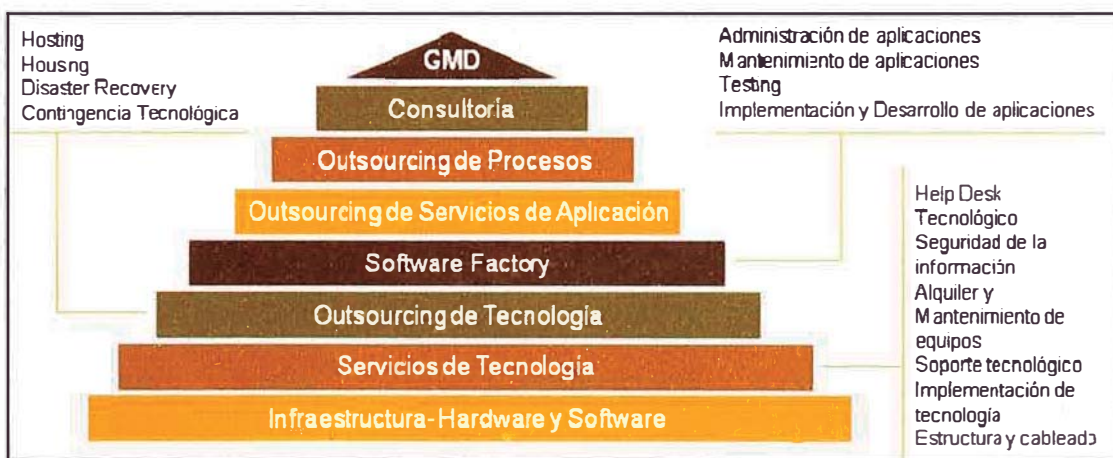 Hosting
Housng
Disaster Recovery
Contingencia Tecnológica
GMD
Consultoría
Outsourcing de Procesos
Outsourcing de Servicios de Aplicación
Software Factory
Outsourcing de Tecnología
Servicios de Tecnología
Infraestructura-Hardware y Software
Administración de aplicaciones
Mantenimiento de aplicaciones
Testing
Implementación y Desarrollo de aplicaciones
Help Desk
Tecnológico
Seguridad de la
información
Alquiler y
Mantenimiento de
equipos
Soporte tecnológico
Implementación de
tecnología
Estructura y cableado